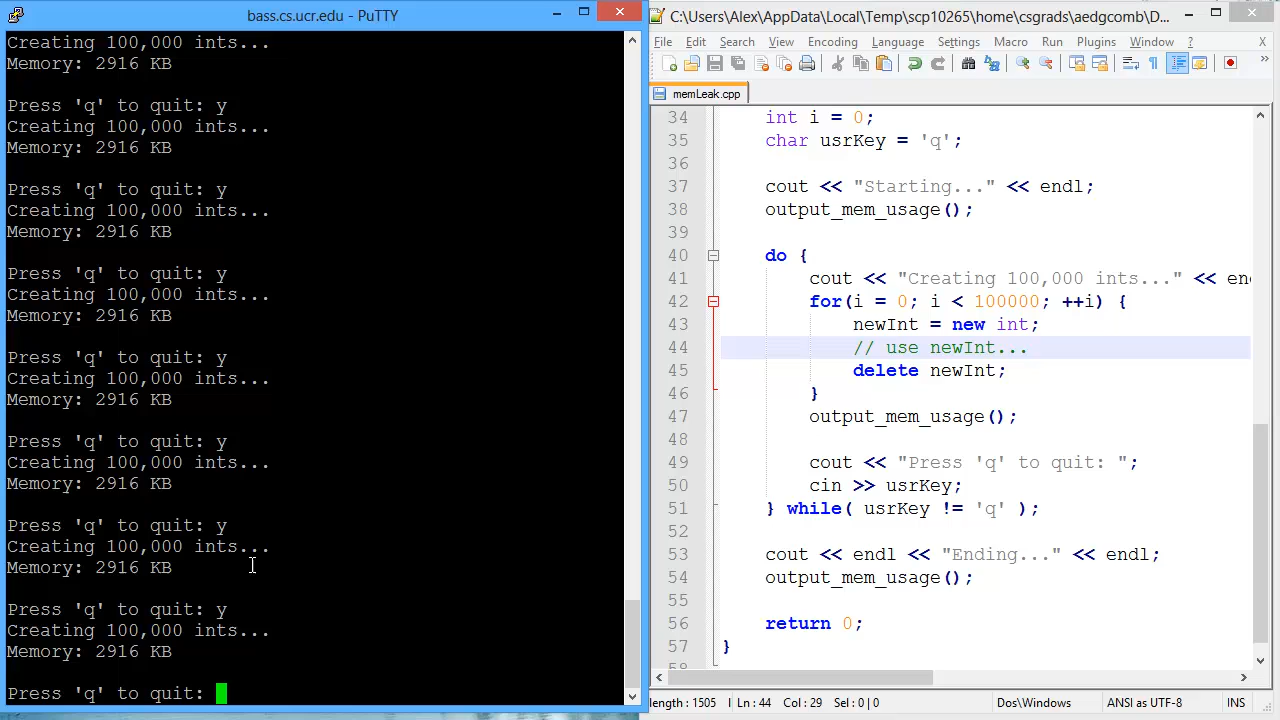 bass.cs.ucr.edu - PuTTY
Creating 100,000 ints...
Memory: 2916 KB
Press 'q' to quit: y
Creating 100,000 ints...
Memory: 2916 KB
Press 'q' to quit: y
Creating 100,000 ints...
Memory: 2916 KB
Press 'q' to quit: y
Creating 100,000 ints...
Memory: 2916 KB
Press 'q' to quit: y
Creating 100,000 ints...
Memory: 2916 KB
Press 'q' to quit: y
Creating 100,000 ints...
Memory: 2916 KB
Press 'q' to quit: y
Creating 100,000 ints...
Memory: 2916 KB
Press 'q' to quit: y
Creating 100,000 ints...
Memory: 2916 KB
Press 'q' to quit:
C:\Users\Alex\AppData\Local\Temp\scp10265\home\csgrads\aedgcomb\D...
File Edit Search View Encoding Language Settings Macro Run Plugins Window ? X
memLeak.cpp
34 int i = 0;
35 char usrKey = 'q';
36
37 cout << "Starting..." << endl;
38 output_mem_usage();
39
40 do {
41 cout << "Creating 100,000 ints..." << en
42 for(i = 0; i < 100000; ++i) {
43 newInt = new int;
44 // use newInt...
45 delete newInt;
46 }
47 output_mem_usage();
48
49 cout << "Press 'q' to quit: ";
50 cin >> usrKey;
51 } while( usrKey != 'q' );
52
53 cout << endl << "Ending..." << endl;
54 output_mem_usage();
55
56 return 0;
57 }
58
length : 1505 Ln : 44 Col : 29 Sel : 0 | 0 Dos\Windows ANSI as UTF-8 INS